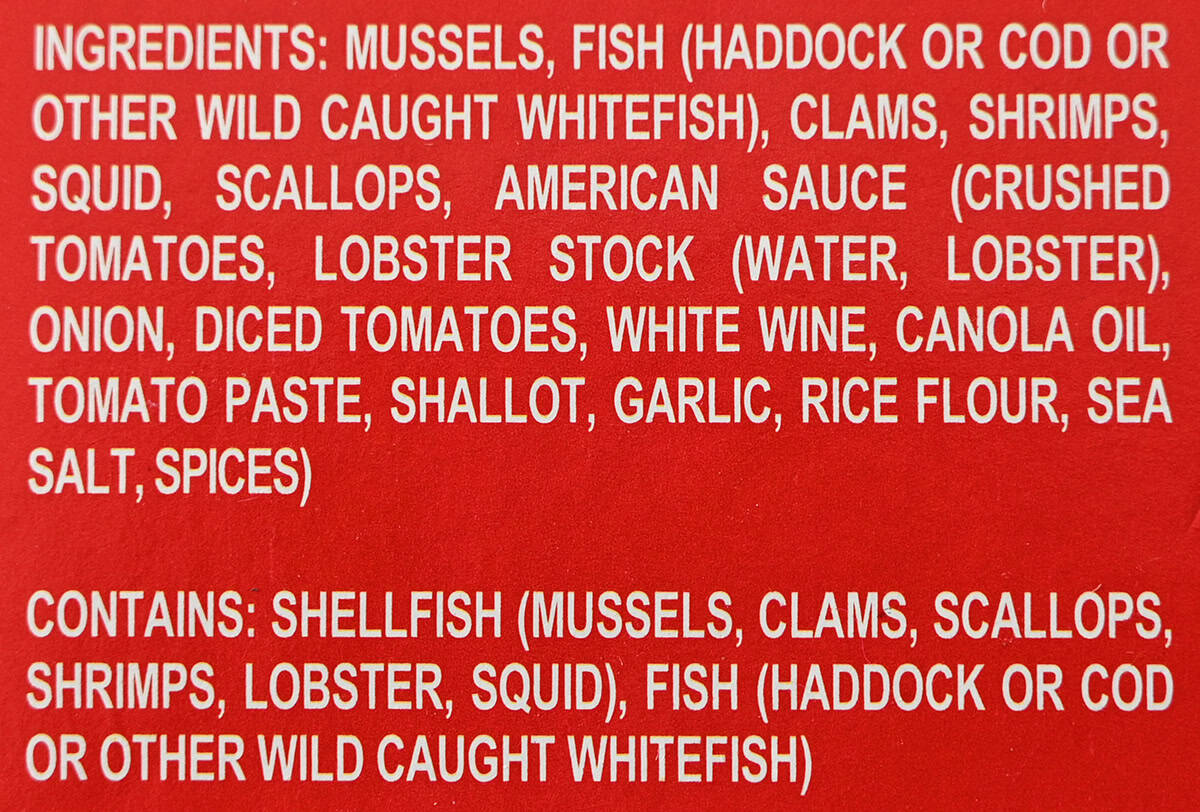 INGREDIENTS: MUSSELS, FISH (HADDOCK OR COD OR
OTHER WILD CAUGHT WHITEFISH), CLAMS, SHRIMPS,
SQUID, SCALLOPS, AMERICAN SAUCE (CRUSHED
TOMATOES, LOBSTER STOCK (WATER, LOBSTER),
ONION, DICED TOMATOES, WHITE WINE, CANOLA OIL,
TOMATO PASTE, SHALLOT, GARLIC, RICE FLOUR, SEA
SALT, SPICES)
CONTAINS: SHELLFISH (MUSSELS, CLAMS, SCALLOPS,
SHRIMPS, LOBSTER, SQUID), FISH (HADDOCK OR COD
OR OTHER WILD CAUGHT WHITEFISH)